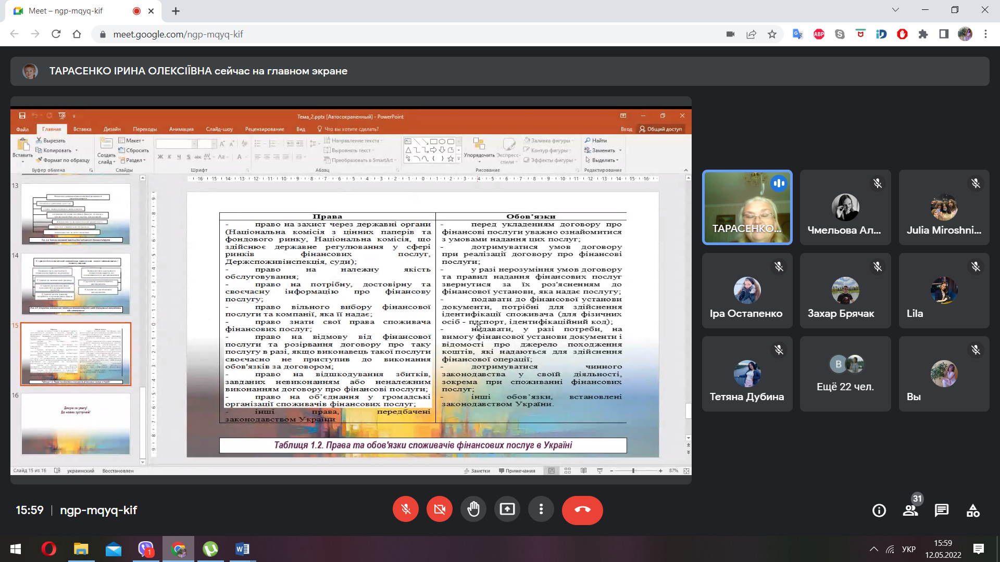 Meet – ngp-mqyq-kif
meet.google.com/ngp-mqyq-kif
ABP
ТАРАСЕНКО ІРИНА ОЛЕКСІЇВНА сейчас на главном экране
Тема_2.pptx [Автосохраненный] - PowerPoint
Файл Главная Вставка Дизайн Переходы Анимация Слайд-шоу Рецензирование Вид Что вы хотите сделать? Вход Общий доступ
Вставить
Вырезать
Копировать
Формат по образцу
Буфер обмена
Создать слайд
Макет
Сбросить
Раздел
Слайды
Ж К Ч S abc AV Aa А
Шрифт
Направление текста
Выровнять текст
Преобразовать в SmartArt
Абзац
Упорядочить
Экспресс-стили
Заливка фигуры
Контур фигуры
Эффекты фигуры
Рисование
Найти
Заменить
Выделить
Редактирование
13
14
15
16
Дякую за увагу!
До нових зустрічей!
Права
- право на захист через державні органи
(Національна комісія з цінних паперів та
фондового ринку, Національна комісія, що
здійснює державне регулювання у сфері
ринків фінансових послуг,
Держспоживінспекція, суди);
- право на належну якість
обслуговування;
- право на потрібну, достовірну та
своєчасну інформацію про фінансову
послугу;
- право вільного вибору фінансової
послуги та компанії, яка її надає;
- право знати свої права споживача
фінансових послуг;
- право на відмову від фінансової
послуги та розірвання договору про таку
послугу в разі, якщо виконавець такої послуги
своєчасно не приступив до виконання
обов'язків за договором;
- право на відшкодування збитків,
завданих невиконанням або неналежним
виконанням договору про фінансові послуги;
- право на об’єднання у громадські
організації споживачів фінансових послуг;
- інші права, передбачені
законодавством України
Обов’язки
- перед укладенням договору про
фінансові послуги уважно ознайомитися
з умовами надання цих послуг;
- дотримуватися умов договору
при реалізації договору про фінансові
послуги;
- у разі нерозуміння умов договору
та правил надання фінансових послуг
звернутися за їх роз'ясненням до
фінансової установи, яка надає послугу;
- подавати до фінансової установи
документи, потрібні для здійснення
ідентифікації споживача (для фізичних
осіб - паспорт, ідентифікаційний код);
- надавати, у разі потреби, на
вимогу фінансової установи документи і
відомості про джерело походження
коштів, які надаються для здійснення
фінансової операції;
- дотримуватися чинного
законодавства у своїй діяльності,
зокрема при споживанні фінансових
послуг;
- інші обов’язки, встановлені
законодавством України.
Таблиця 1.2. Права та обов'язки споживачів фінансових послуг в Україні
Слайд 15 из 16 украинский Восстановлен Заметки Примечания 87%
ТАРАСЕНКО...
Чмельова Ал...
Julia Miroshni...
Іра Остапенко
Захар Брячак
Lila
Тетяна Дубина
В
Ещё 22 чел.
Вы
15:59 | ngp-mqyq-kif
31
1
УКР
15:59
12.05.2022